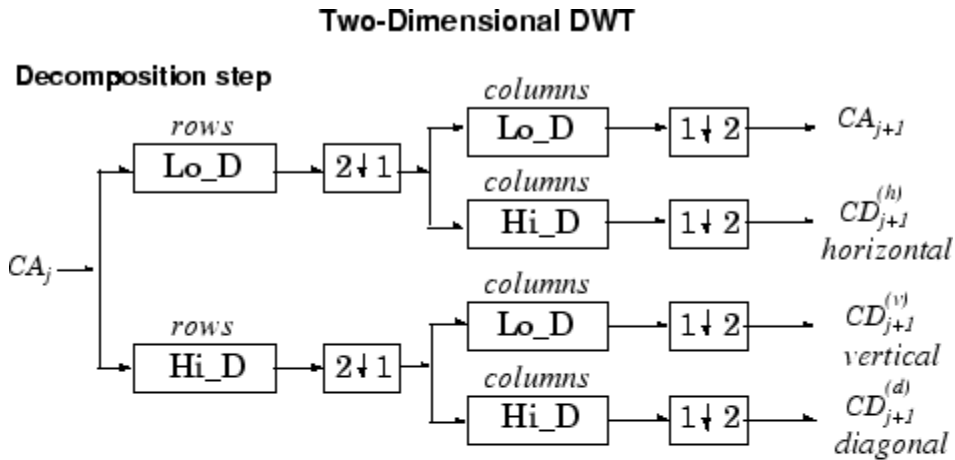 Two-Dimensional DWT
Decomposition step
columns
Lo_D
1↓2
CA_{j+1}
rows
Lo_D
2↓1
columns
Hi_D
1↓2
CD_{j+1}^{(h)}
horizontal
CA_j
columns
Lo_D
1↓2
CD_{j+1}^{(v)}
vertical
rows
Hi_D
2↓1
columns
Hi_D
1↓2
CD_{j+1}^{(d)}
diagonal